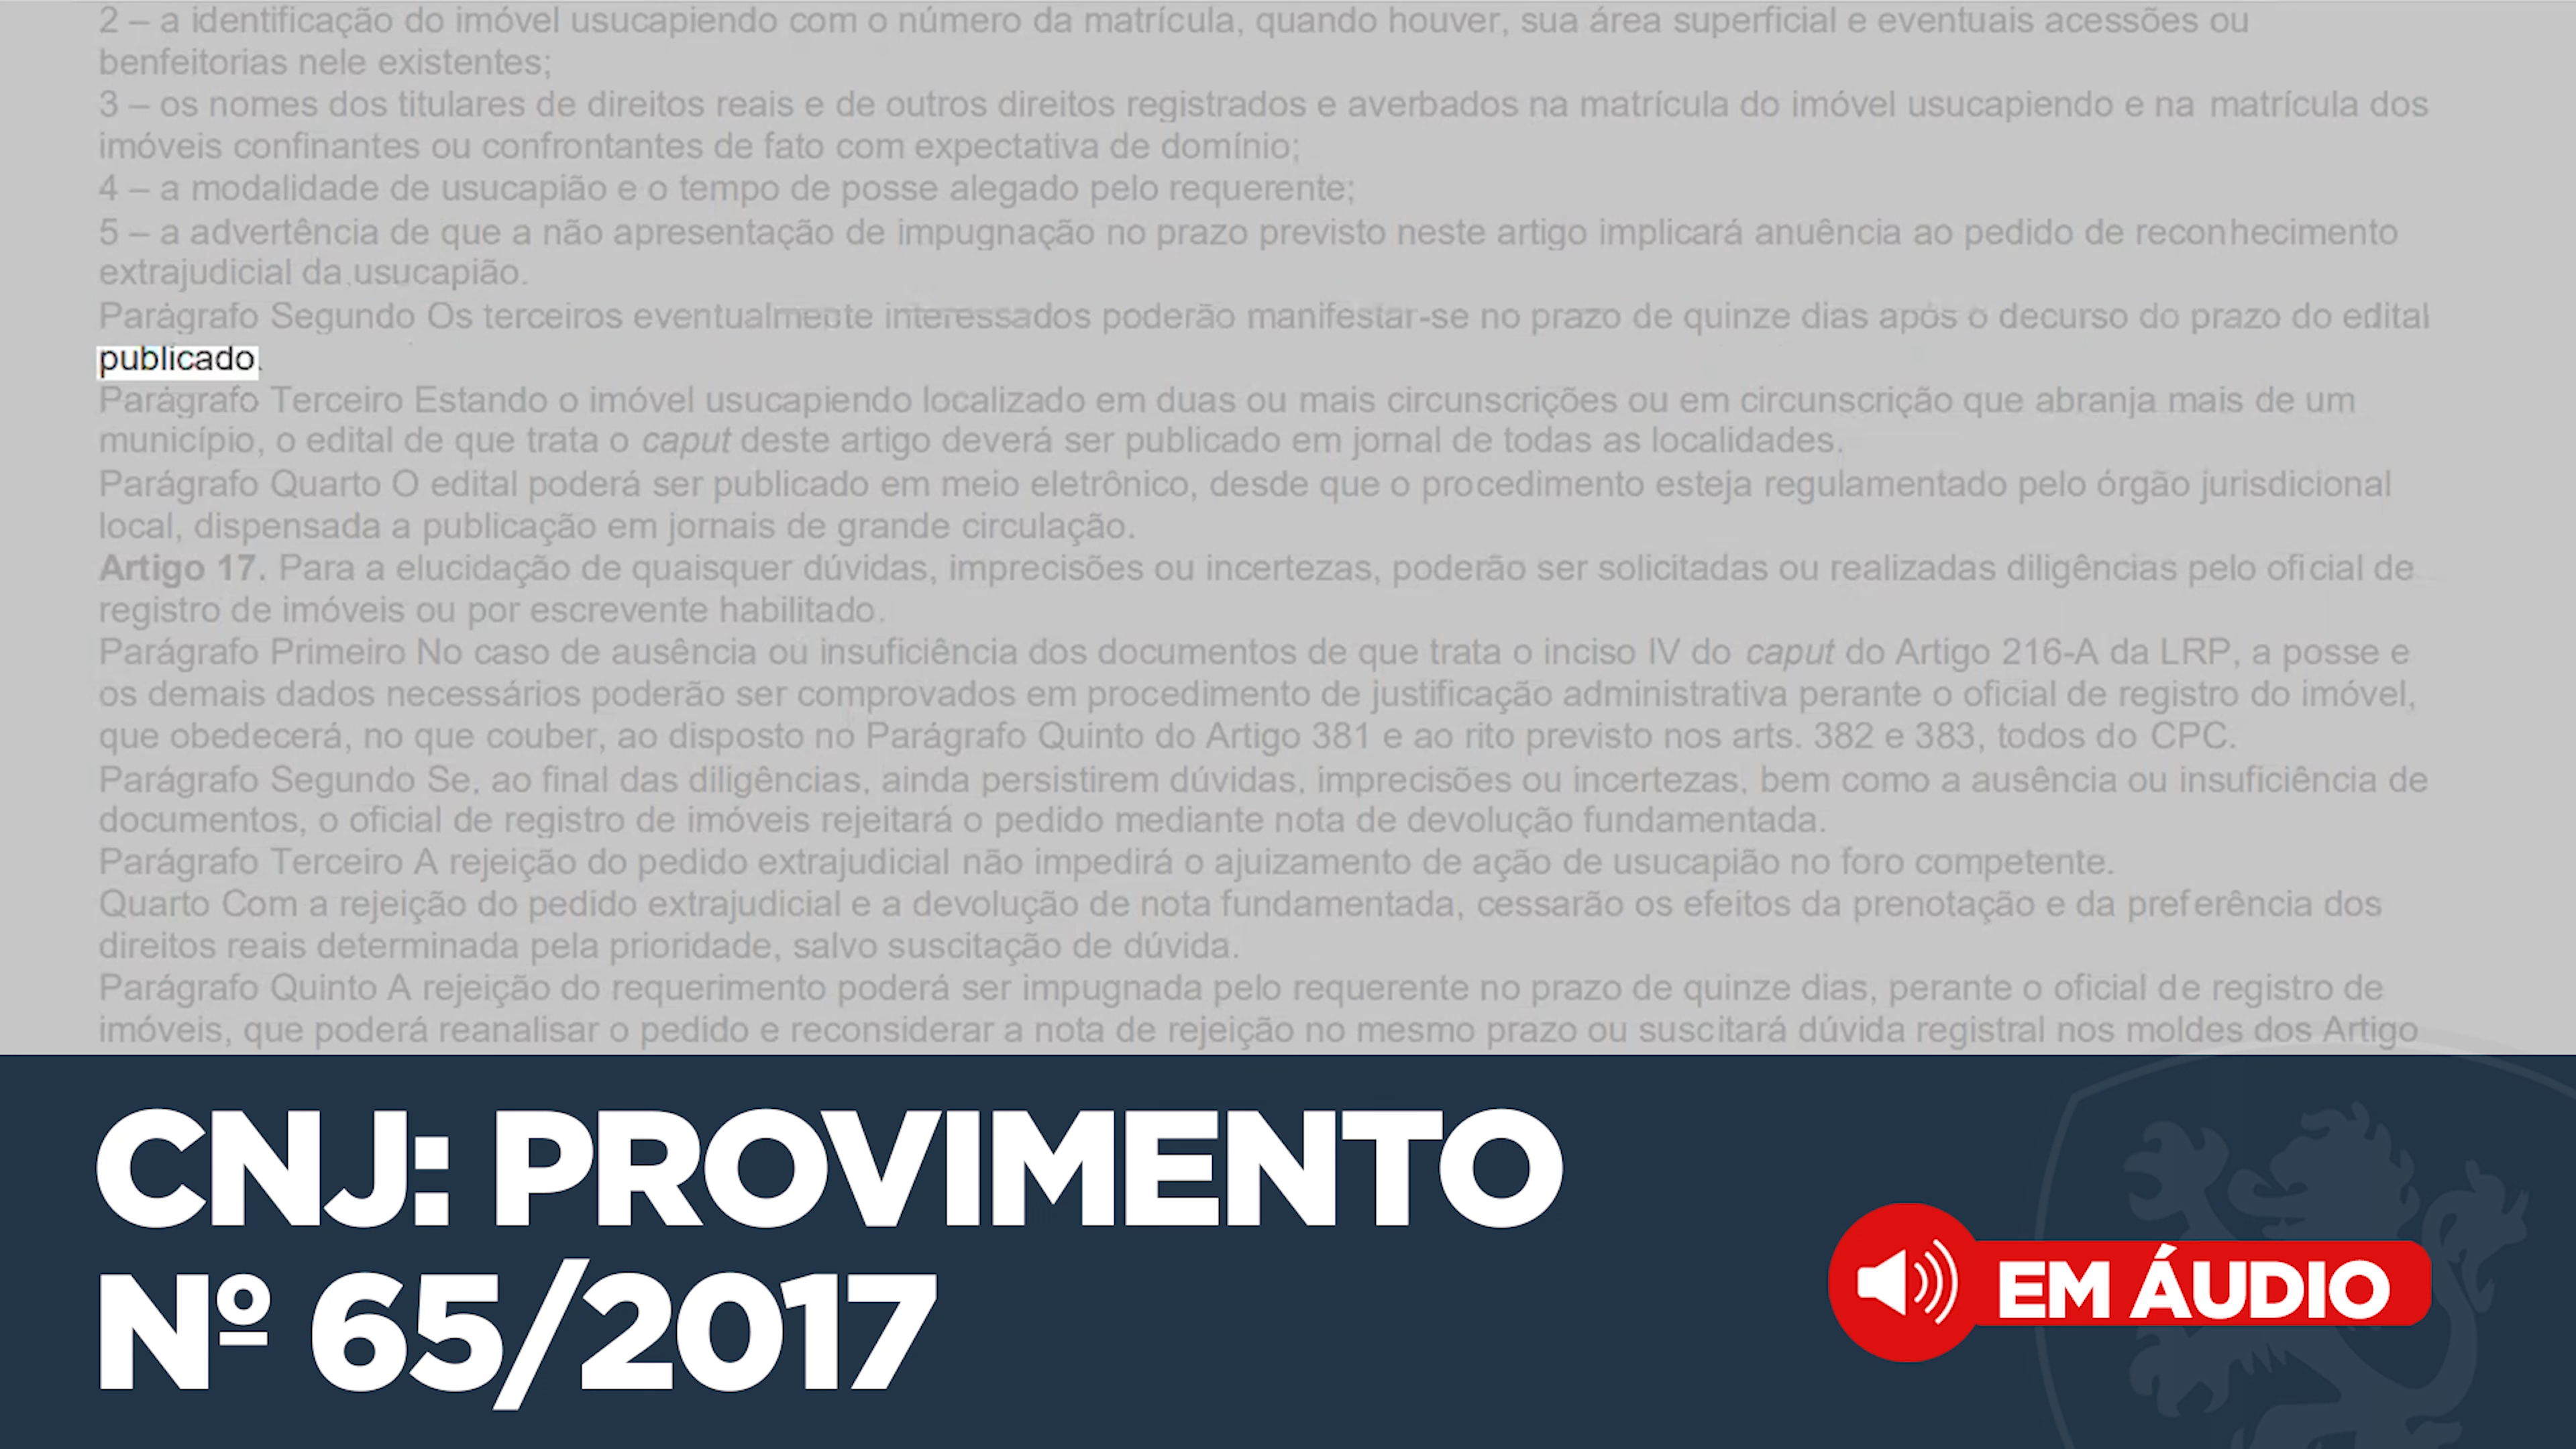 2 – a identificação do imóvel usucapiendo com o número da matrícula, quando houver, sua área superficial e eventuais acessões ou
benfeitorias nele existentes;
3 – os nomes dos titulares de direitos reais e de outros direitos registrados e averbados na matrícula do imóvel usucapiendo e na matrícula dos
imóveis confinantes ou confrontantes de fato com expectativa de domínio;
4 – a modalidade de usucapião e o tempo de posse alegado pelo requerente;
5 – a advertência de que a não apresentação de impugnação no prazo previsto neste artigo implicará anuência ao pedido de reconhecimento
extrajudicial da usucapião.
Parágrafo Segundo Os terceiros eventualmente interessados poderão manifestar-se no prazo de quinze dias após o decurso do prazo do edital
publicado.
Parágrafo Terceiro Estando o imóvel usucapiendo localizado em duas ou mais circunscrições ou em circunscrição que abranja mais de um
município, o edital de que trata o caput deste artigo deverá ser publicado em jornal de todas as localidades.
Parágrafo Quarto O edital poderá ser publicado em meio eletrônico, desde que o procedimento esteja regulamentado pelo órgão jurisdicional
local, dispensada a publicação em jornais de grande circulação.
Artigo 17. Para a elucidação de quaisquer dúvidas, imprecisões ou incertezas, poderão ser solicitadas ou realizadas diligências pelo oficial de
registro de imóveis ou por escrevente habilitado.
Parágrafo Primeiro No caso de ausência ou insuficiência dos documentos de que trata o inciso IV do caput do Artigo 216-A da LRP, a posse e
os demais dados necessários poderão ser comprovados em procedimento de justificação administrativa perante o oficial de registro do imóvel,
que obedecerá, no que couber, ao disposto no Parágrafo Quinto do Artigo 381 e ao rito previsto nos arts. 382 e 383, todos do CPC.
Parágrafo Segundo Se, ao final das diligências, ainda persistirem dúvidas, imprecisões ou incertezas, bem como a ausência ou insuficiência de
documentos, o oficial de registro de imóveis rejeitará o pedido mediante nota de devolução fundamentada.
Parágrafo Terceiro A rejeição do pedido extrajudicial não impedirá o ajuizamento de ação de usucapião no foro competente.
Quarto Com a rejeição do pedido extrajudicial e a devolução de nota fundamentada, cessarão os efeitos da prenotação e da preferência dos
direitos reais determinada pela prioridade, salvo suscitação de dúvida.
Parágrafo Quinto A rejeição do requerimento poderá ser impugnada pelo requerente no prazo de quinze dias, perante o oficial de registro de
imóveis, que poderá reanalisar o pedido e reconsiderar a nota de rejeição no mesmo prazo ou suscitará dúvida registral nos moldes dos Artigo
CNJ: PROVIMENTO
Nº 65/2017
EM ÁUDIO